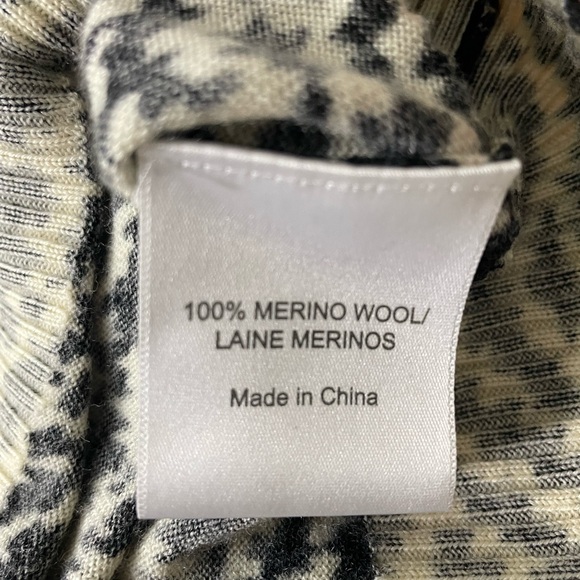 100% MERINO WOOL/
LAINE MERINOS
Made in China